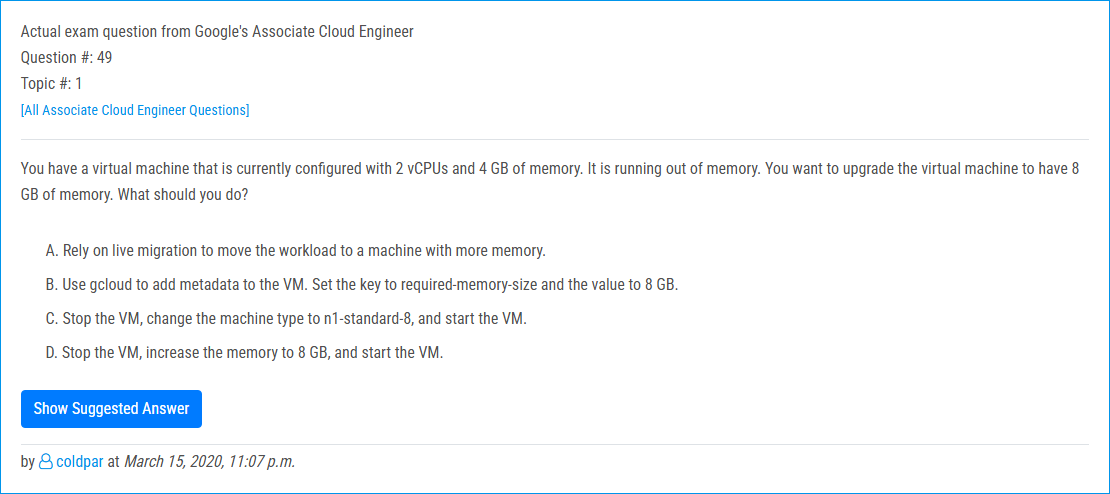 Actual exam question from Google's Associate Cloud Engineer
Question #: 49
Topic #: 1
[All Associate Cloud Engineer Questions]
You have a virtual machine that is currently configured with 2 vCPUs and 4 GB of memory. It is running out of memory. You want to upgrade the virtual machine to have 8
GB of memory. What should you do?
A. Rely on live migration to move the workload to a machine with more memory.
B. Use gcloud to add metadata to the VM. Set the key to required-memory-size and the value to 8 GB.
C. Stop the VM, change the machine type to n1-standard-8, and start the VM.
D. Stop the VM, increase the memory to 8 GB, and start the VM.
Show Suggested Answer
by coldpar at March 15, 2020, 11:07 p.m.